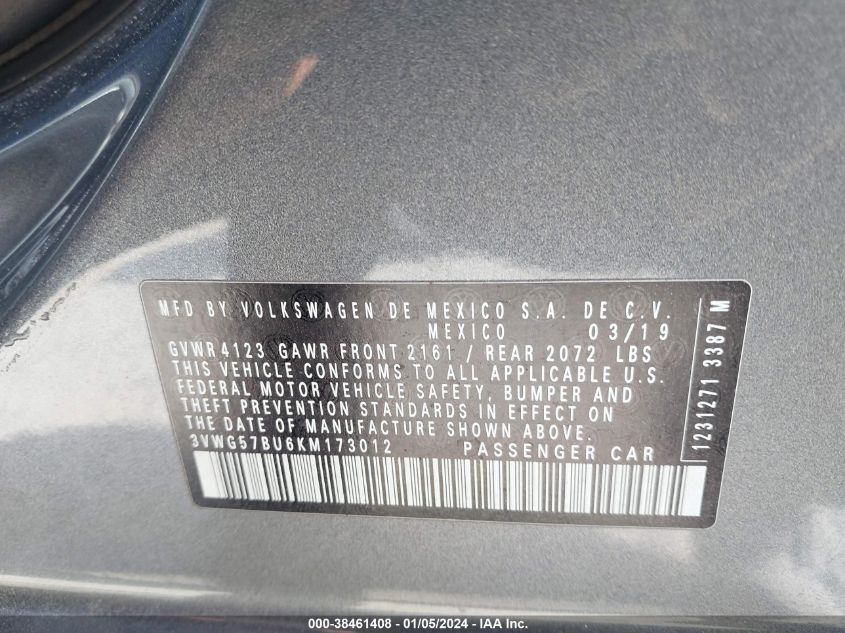 MFD BY VOLKSWAGEN DE MEXICO S.A. DE C.V.
MEXICO 03/19
GVWR 4123 GAWR FRONT 2161 / REAR 2072 LBS
THIS VEHICLE CONFORMS TO ALL APPLICABLE U.S.
FEDERAL MOTOR VEHICLE SAFETY, BUMPER AND
THEFT PREVENTION STANDARDS IN EFFECT ON
THE DATE OF MANUFACTURE SHOWN ABOVE.
3VWG57BU6KM173012 PASSENGER CAR
1231271 3387 M
000-38461408 - 01/05/2024 - IAA Inc.